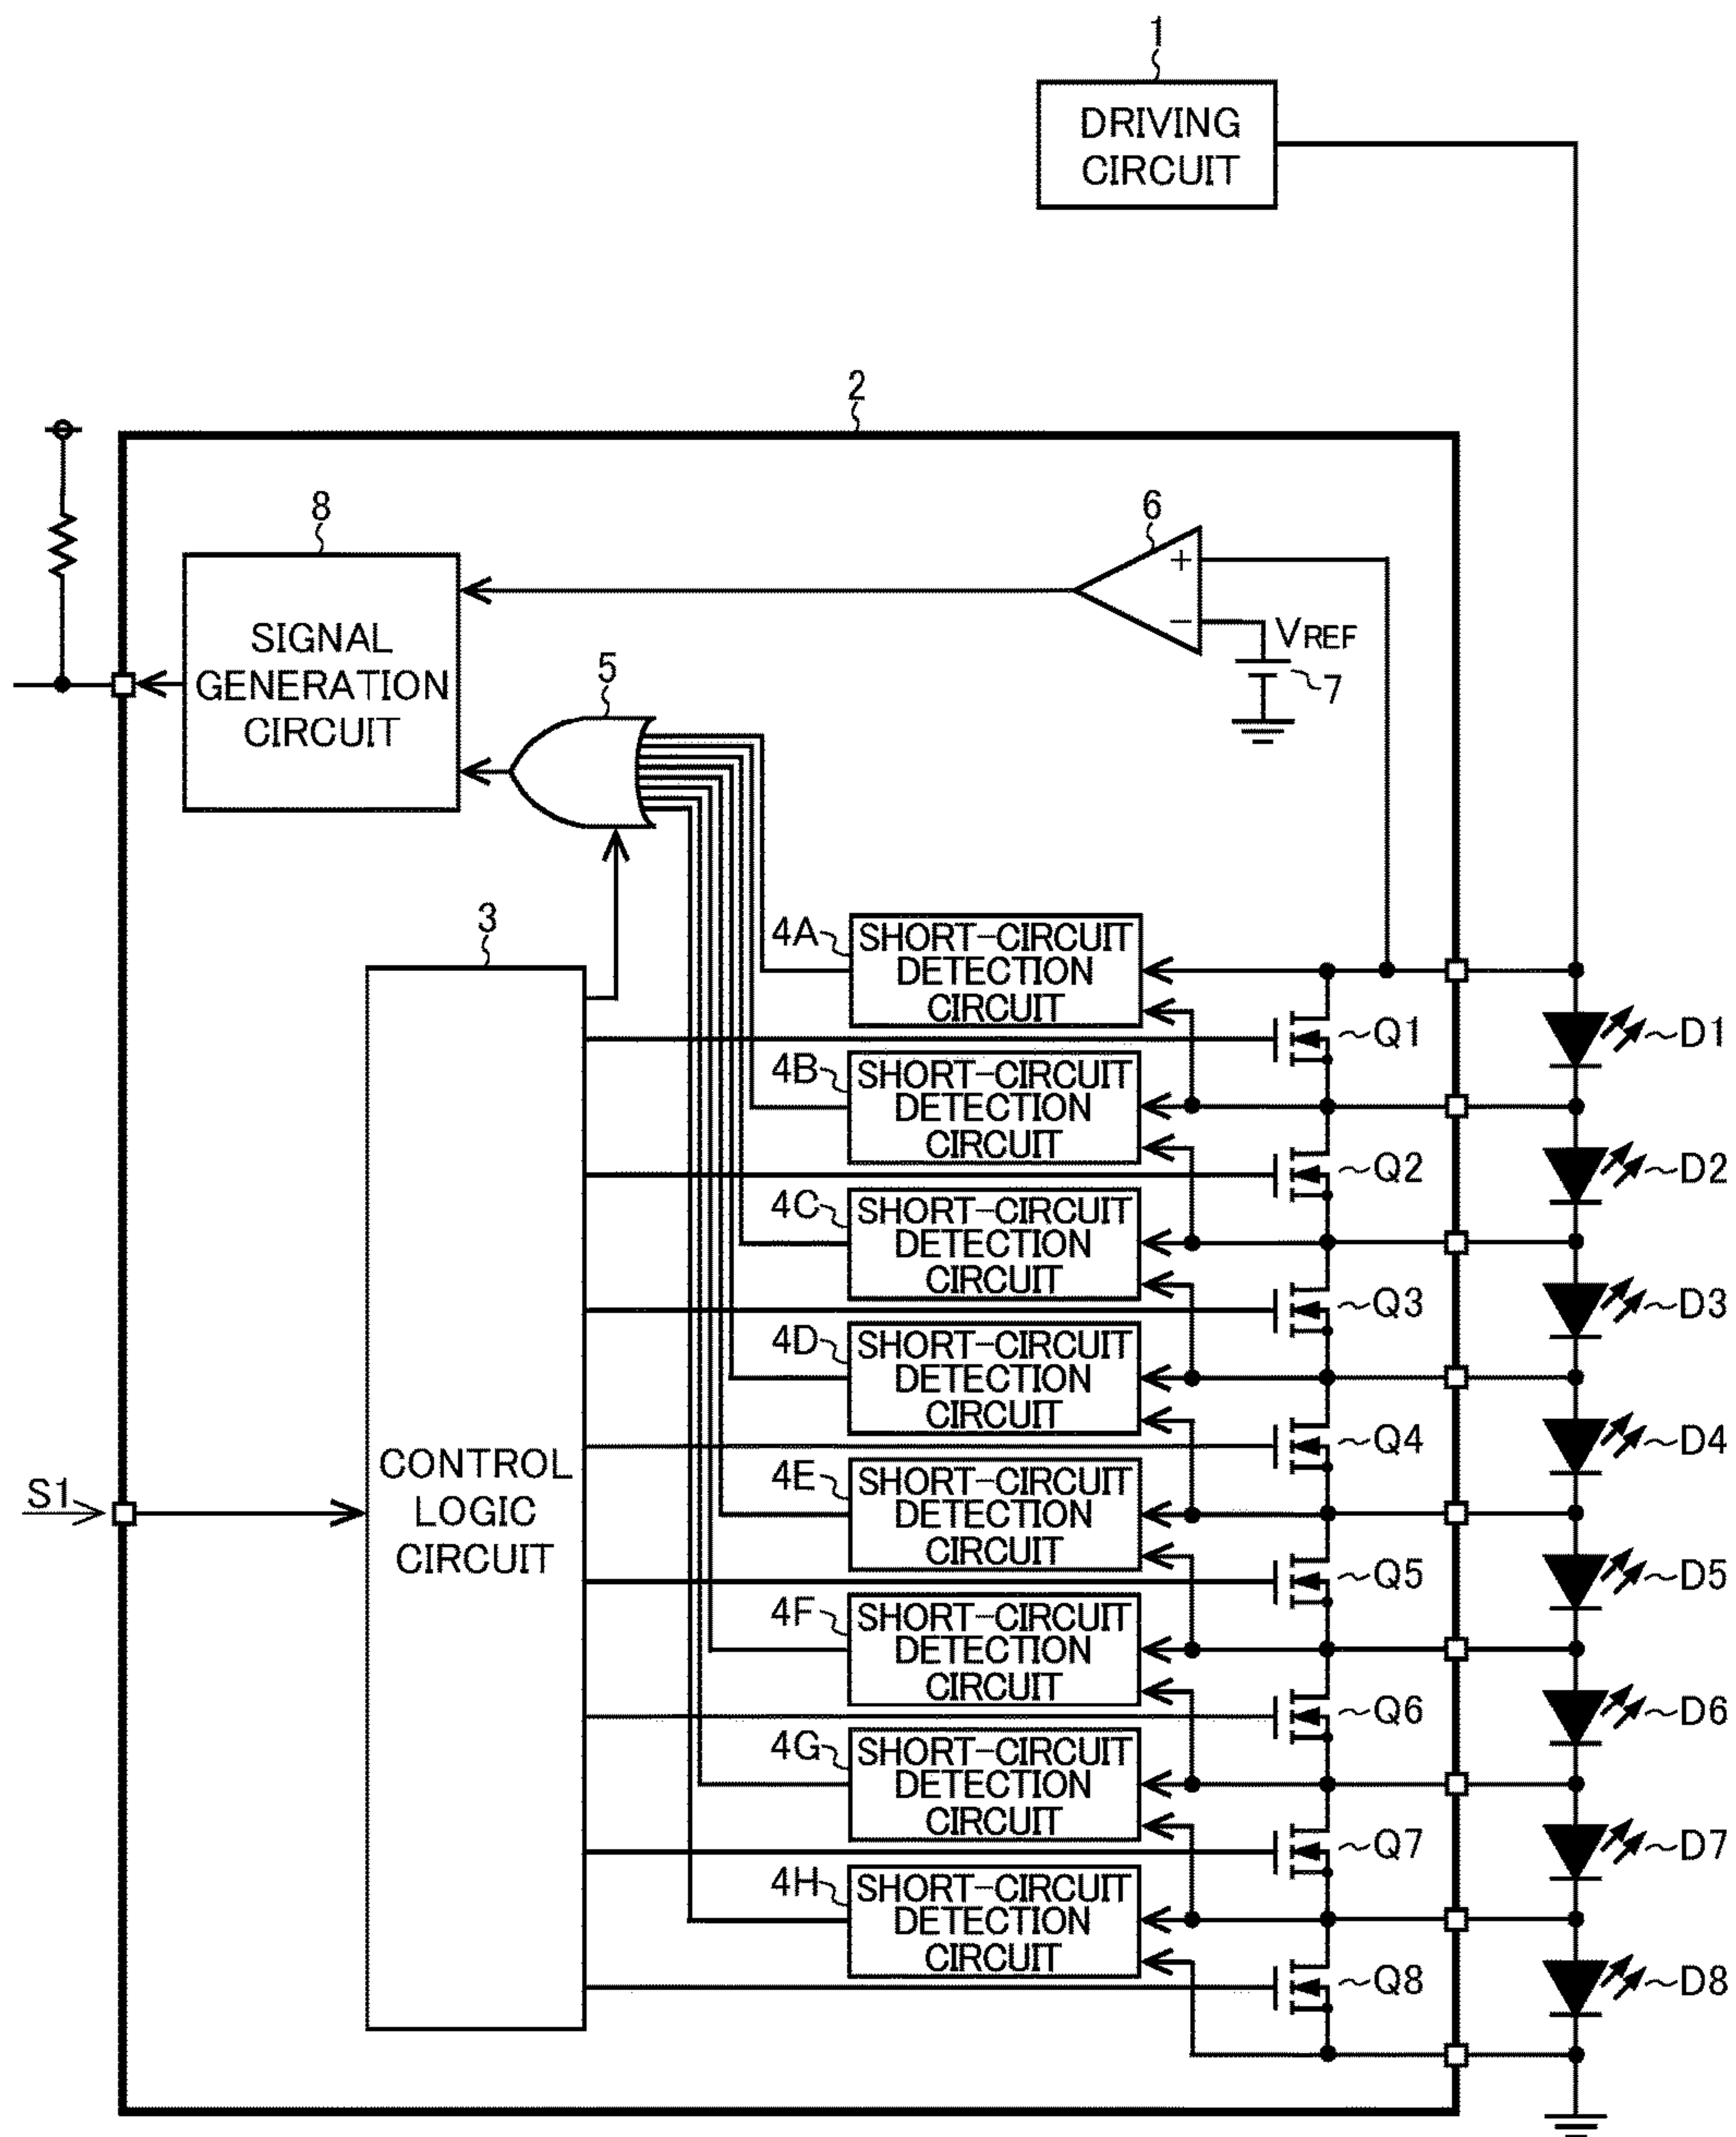 1
DRIVING
CIRCUIT
2
8
SIGNAL
GENERATION
CIRCUIT
6
+
−
VREF
7
5
3
CONTROL
LOGIC
CIRCUIT
S1
4A
SHORT-CIRCUIT
DETECTION
CIRCUIT
Q1
D1
4B
SHORT-CIRCUIT
DETECTION
CIRCUIT
Q2
D2
4C
SHORT-CIRCUIT
DETECTION
CIRCUIT
Q3
D3
4D
SHORT-CIRCUIT
DETECTION
CIRCUIT
Q4
D4
4E
SHORT-CIRCUIT
DETECTION
CIRCUIT
Q5
D5
4F
SHORT-CIRCUIT
DETECTION
CIRCUIT
Q6
D6
4G
SHORT-CIRCUIT
DETECTION
CIRCUIT
Q7
D7
4H
SHORT-CIRCUIT
DETECTION
CIRCUIT
Q8
D8